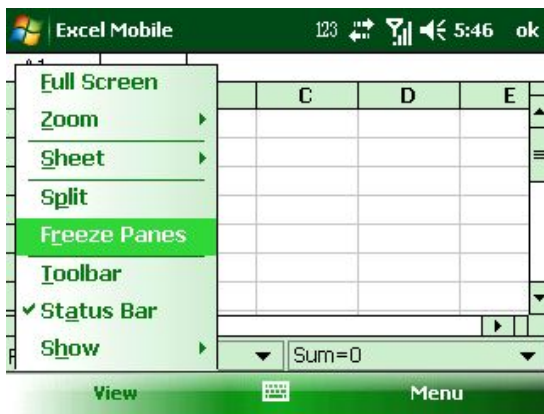 Excel Mobile 123 5:46 ok
Full Screen
C D E
Zoom
Sheet
Split
Freeze Panes
Toolbar
Status Bar
Show
Sum=0
View Menu